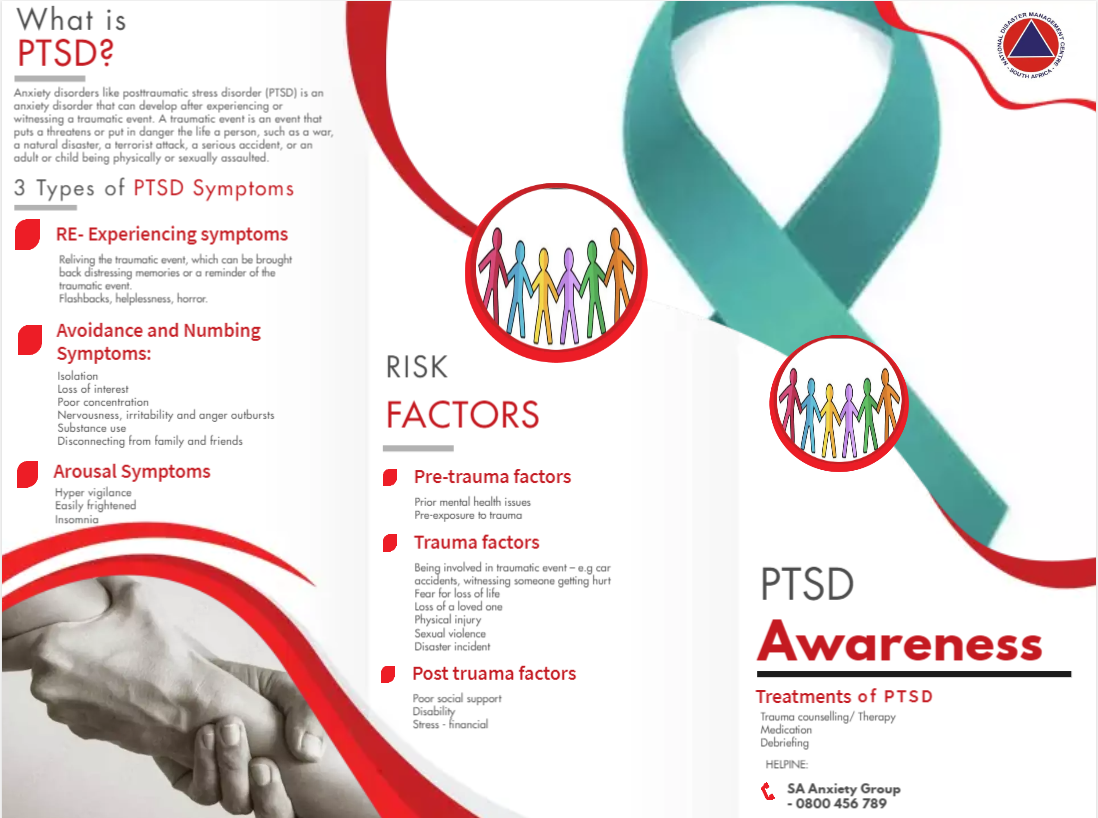 What is
PTSD?
Anxiety disorders like posttraumatic stress disorder (PTSD) is an
anxiety disorder that can develop after experiencing or
witnessing a traumatic event. A traumatic event is an event that
puts a threatens or put in danger the life a person, such as a war,
a natural disaster, a terrorist attack, a serious accident, or an
adult or child being physically or sexually assaulted.
3 Types of PTSD Symptoms
RE- Experiencing symptoms
Reliving the traumatic event, which can be brought
back distressing memories or a reminder of the
traumatic event.
Flashbacks, helplessness, horror.
Avoidance and Numbing
Symptoms:
Isolation
Loss of interest
Poor concentration
Nervousness, irritability and anger outbursts
Substance use
Disconnecting from family and friends
Arousal Symptoms
Hyper vigilance
Easily frightened
Insomnia
RISK
FACTORS
Pre-trauma factors
Prior mental health issues
Pre-exposure to trauma
Trauma factors
Being involved in traumatic event – e.g car
accidents, witnessing someone getting hurt
Fear for loss of life
Loss of a loved one
Physical injury
Sexual violence
Disaster incident
Post truama factors
Poor social support
Disability
Stress - financial
NATIONAL DISASTER MANAGEMENT CENTRE
- SOUTH AFRICA -
PTSD
Awareness
Treatments of PTSD
Trauma counselling/ Therapy
Medication
Debriefing
HELPINE:
SA Anxiety Group
- 0800 456 789